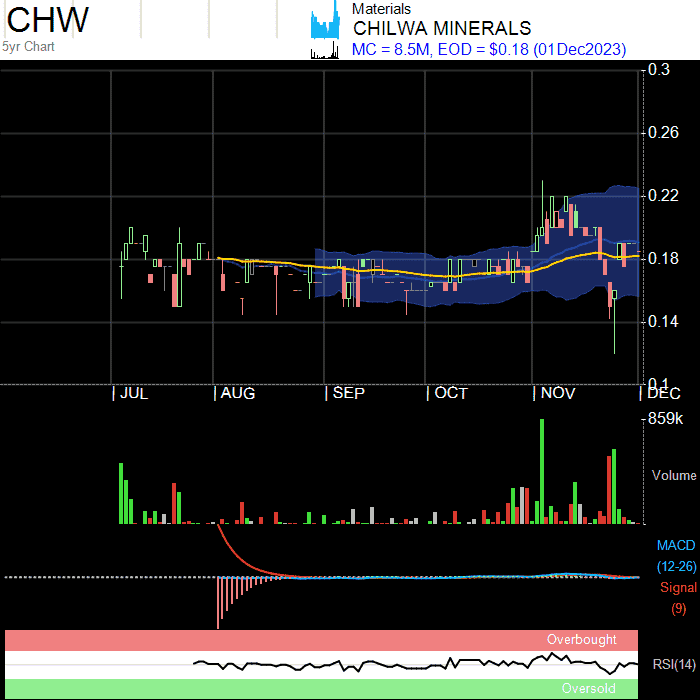 CHW
5yr Chart
Materials
CHILWA MINERALS
MC = 8.5M, EOD = $0.18 (01Dec2023)
0.3
0.26
0.22
0.18
0.14
0.1
| JUL | AUG | SEP | OCT | NOV | DEC
859k
Volume
MACD
(12-26)
Signal
(9)
Overbought
RSI(14)
Oversold